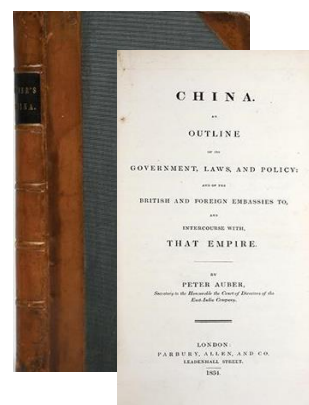 CHINA.
AN
OUTLINE
OF ITS
GOVERNMENT, LAWS, AND POLICY:
AND OF THE
BRITISH AND FOREIGN EMBASSIES TO,
AND
INTERCOURSE WITH,
THAT EMPIRE.
BY
PETER AUBER,
Secretary to the Honourable the Court of Directors of the
East-India Company.
LONDON:
PARBURY, ALLEN, AND CO.
LEADENHALL STREET.
1834.